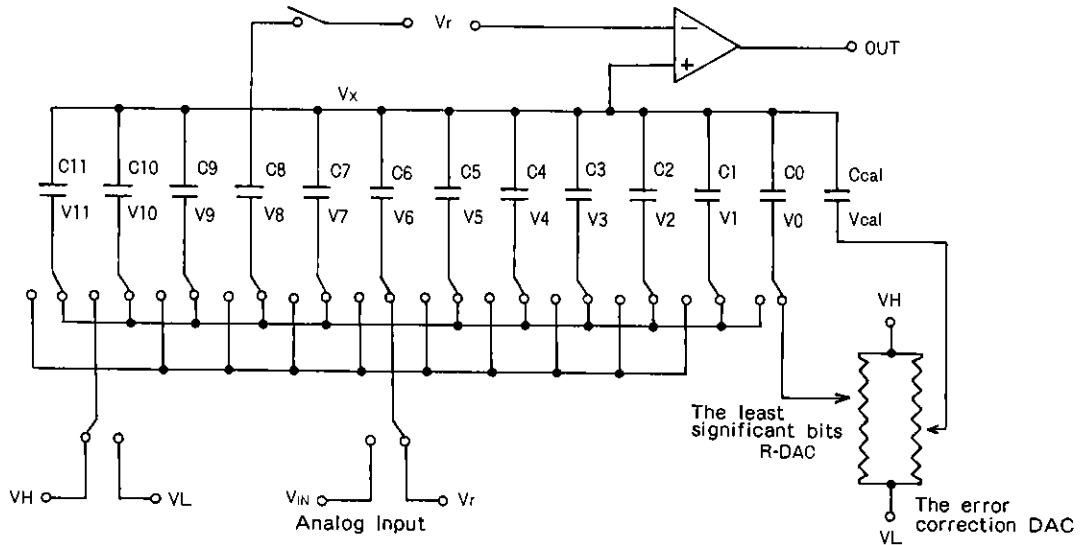 Vr
OUT
Vx
C11 C10 C9 C8 C7 C6 C5 C4 C3 C2 C1 C0 Ccal
V11 V10 V9 V8 V7 V6 V5 V4 V3 V2 V1 V0 Vcal
VH
The least
significant bits
R-DAC
VH VL
VIN Vr
Analog Input
VL
The error
correction DAC